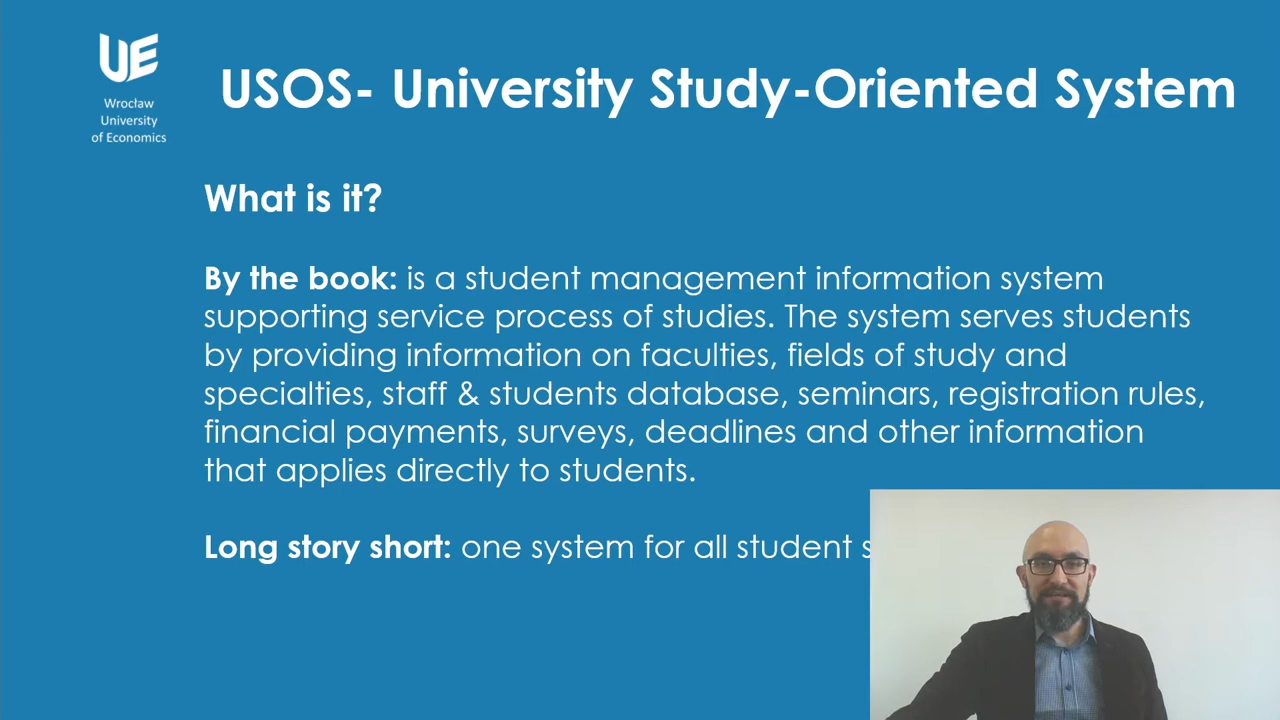 UE
Wrocław
University
of Economics
USOS- University Study-Oriented System
What is it?
By the book: is a student management information system
supporting service process of studies. The system serves students
by providing information on faculties, fields of study and
specialties, staff & students database, seminars, registration rules,
financial payments, surveys, deadlines and other information
that applies directly to students.
Long story short: one system for all student